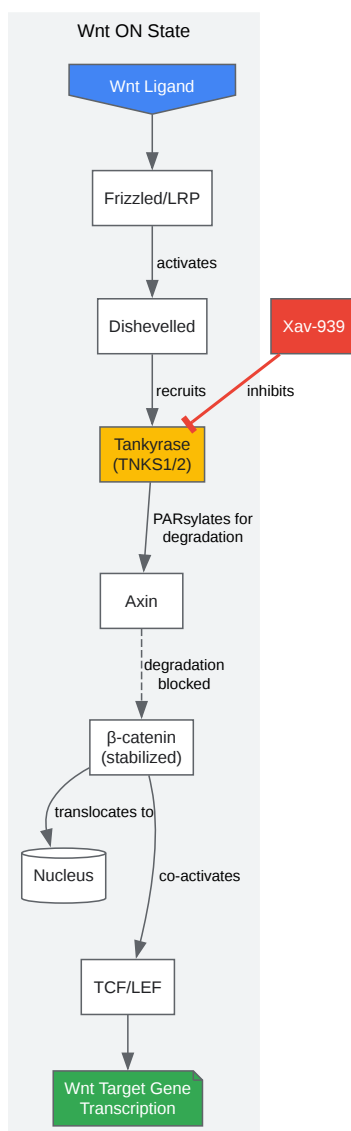 Wnt ON State
Wnt Ligand
Frizzled/LRP
activates
Dishevelled
Xav-939
recruits
inhibits
Tankyrase
(TNKS1/2)
PARsylates for
degradation
Axin
degradation
blocked
β-catenin
(stabilized)
translocates to
Nucleus
co-activates
TCF/LEF
Wnt Target Gene
Transcription